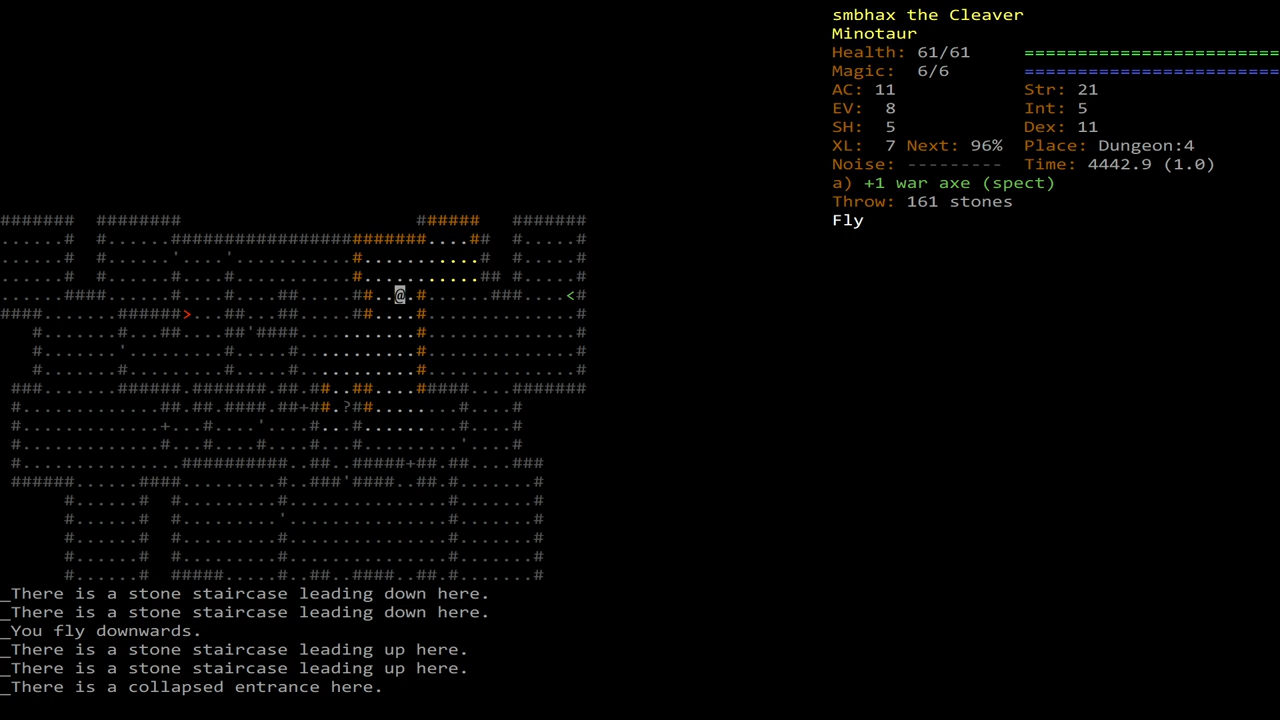 smbhax the Cleaver
Minotaur
Health: 61/61 ========================
Magic: 6/6 ========================
AC: 11 Str: 21
EV: 8 Int: 5
SH: 5 Dex: 11
XL: 7 Next: 96% Place: Dungeon:4
Noise: --------- Time: 4442.9 (1.0)
a) +1 war axe (spect)
Throw: 161 stones
Fly
_There is a stone staircase leading down here.
_There is a stone staircase leading down here.
_You fly downwards.
_There is a stone staircase leading up here.
_There is a stone staircase leading up here.
_There is a collapsed entrance here.